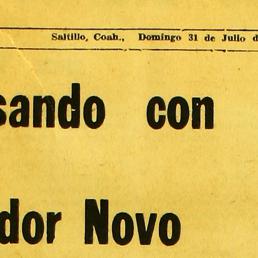 Saltillo, Coah., Domingo 31 de Julio d
sando con
dor Novo